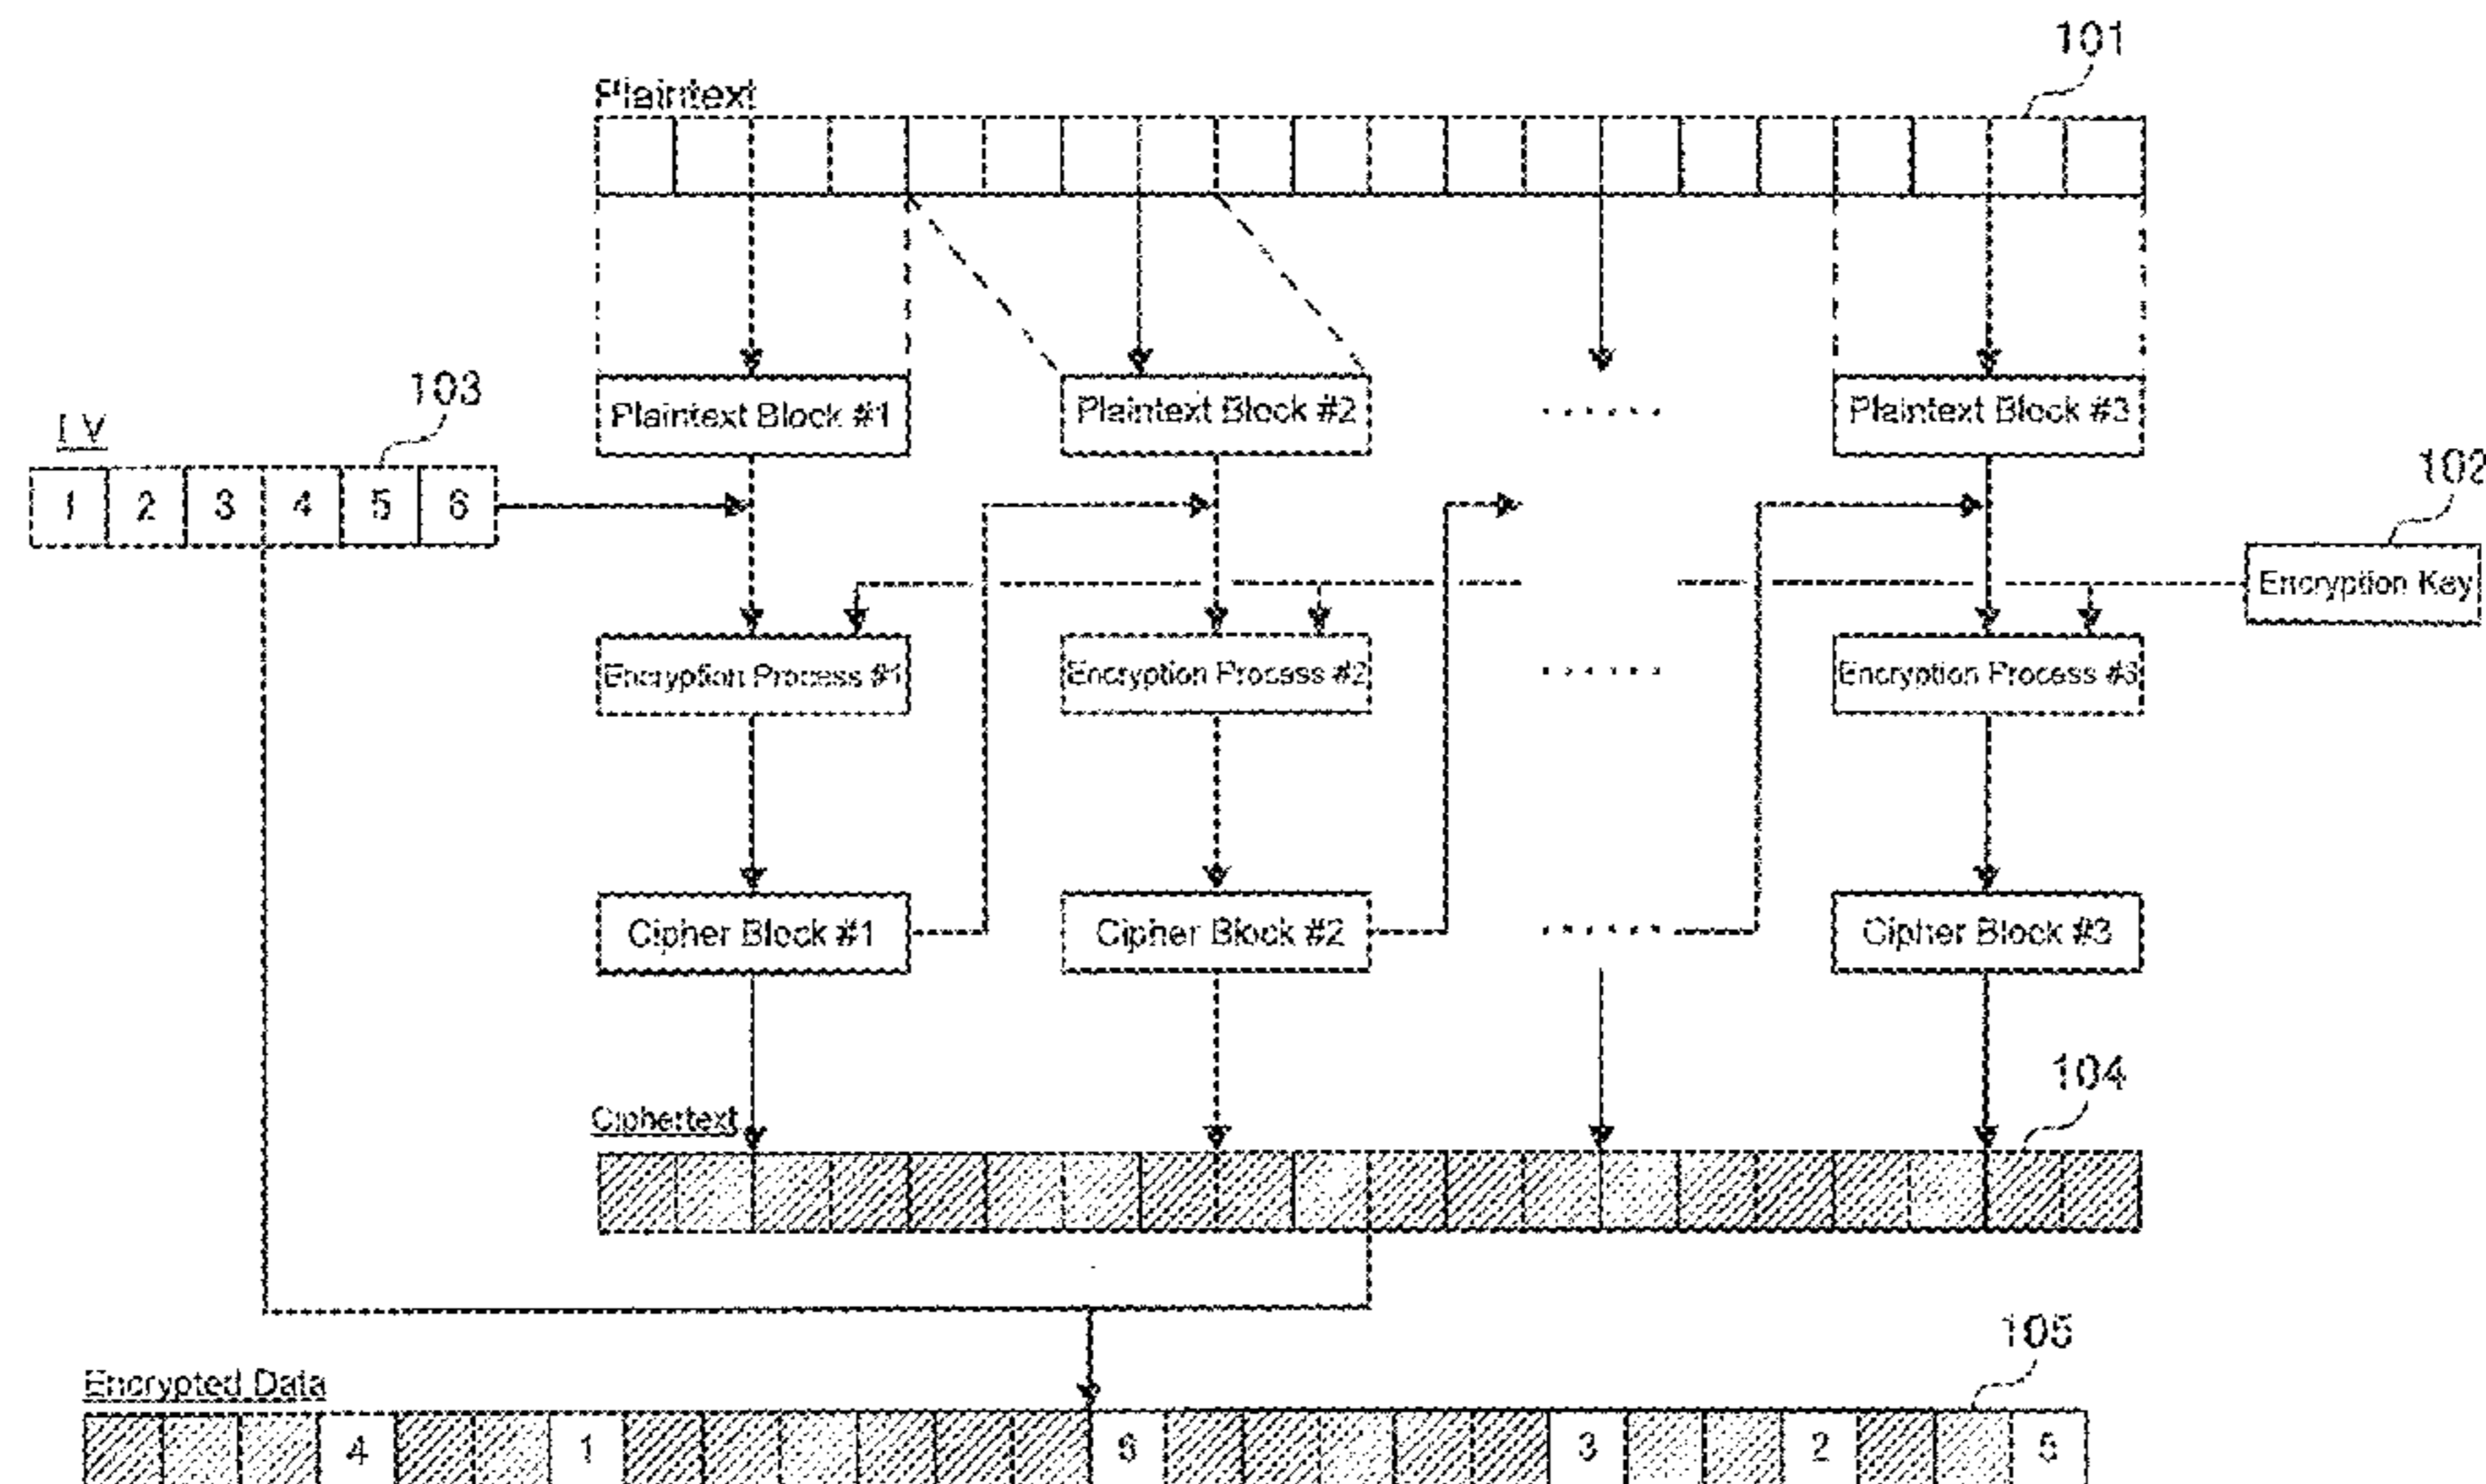 101
Plaintext
103
I V
Plaintext Block #1
Plaintext Block #2
......
Plaintext Block #3
102
1 2 3 4 5 6
Encryption Key
Encryption Process #1
Encryption Process #2
......
Encryption Process #3
Cipher Block #1
Cipher Block #2
......
Cipher Block #3
104
Ciphertext
105
Encrypted Data
4 1 6 3 2 5